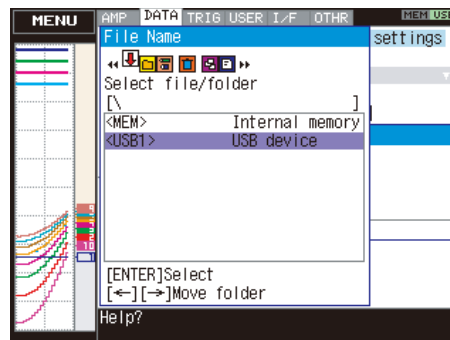 MENU
AMP DATA TRIG USER I/F OTHR
MEM USB
File Name
settings
Select file/folder
[\ ]
<MEM> Internal memory
<USB1> USB device
[ENTER]Select
[←][→]Move folder
Help?